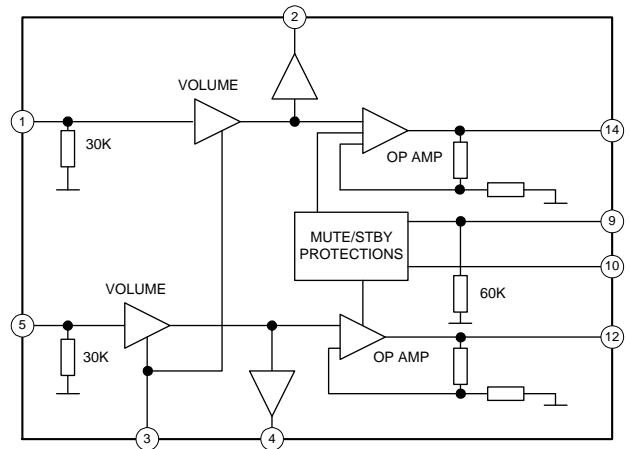 2
VOLUME
1
14
30K
OP AMP
9
MUTE/STBY
PROTECTIONS
10
VOLUME
60K
5
12
30K
OP AMP
3
4